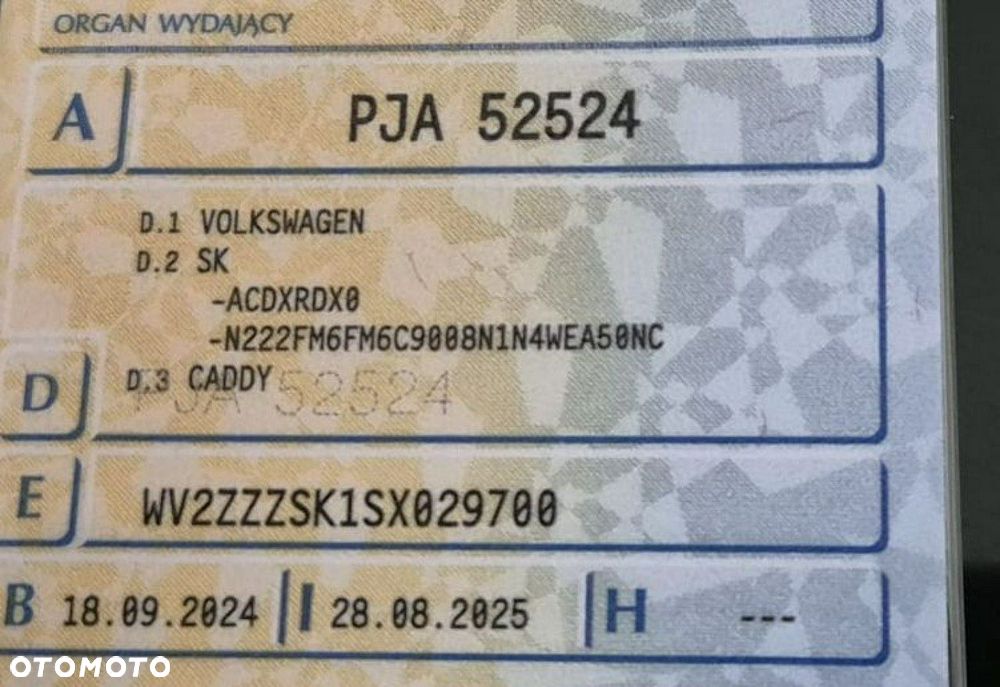 ORGAN WYDAJĄCY
A PJA 52524
D.1 VOLKSWAGEN
D.2 SK
-ACDXRDX0
-N222FM6FM6C9008N1N4WEA50NC
D D.3 CADDY
PJA 52524
E WV2ZZZSK1SX029700
B 18.09.2024 I 28.08.2025 H ---
OTOMOTO